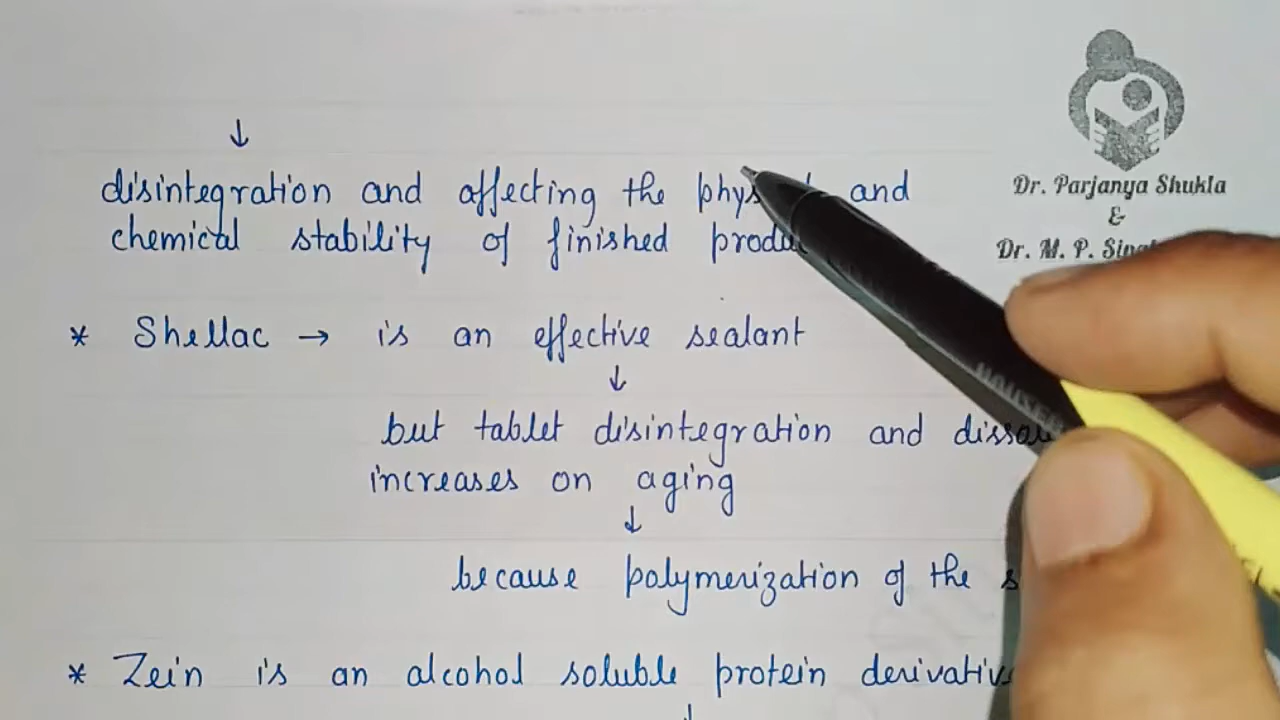 ↓
disintegration and affecting the and
chemical stability of finished
* Shellac → is an effective sealant
↓
but tablet disintegration and
increases on aging
↓
because polymerization of the
* Zein is an alcohol soluble protein
↓
Dr. Parjanya Shukla
&
Dr. M. P.